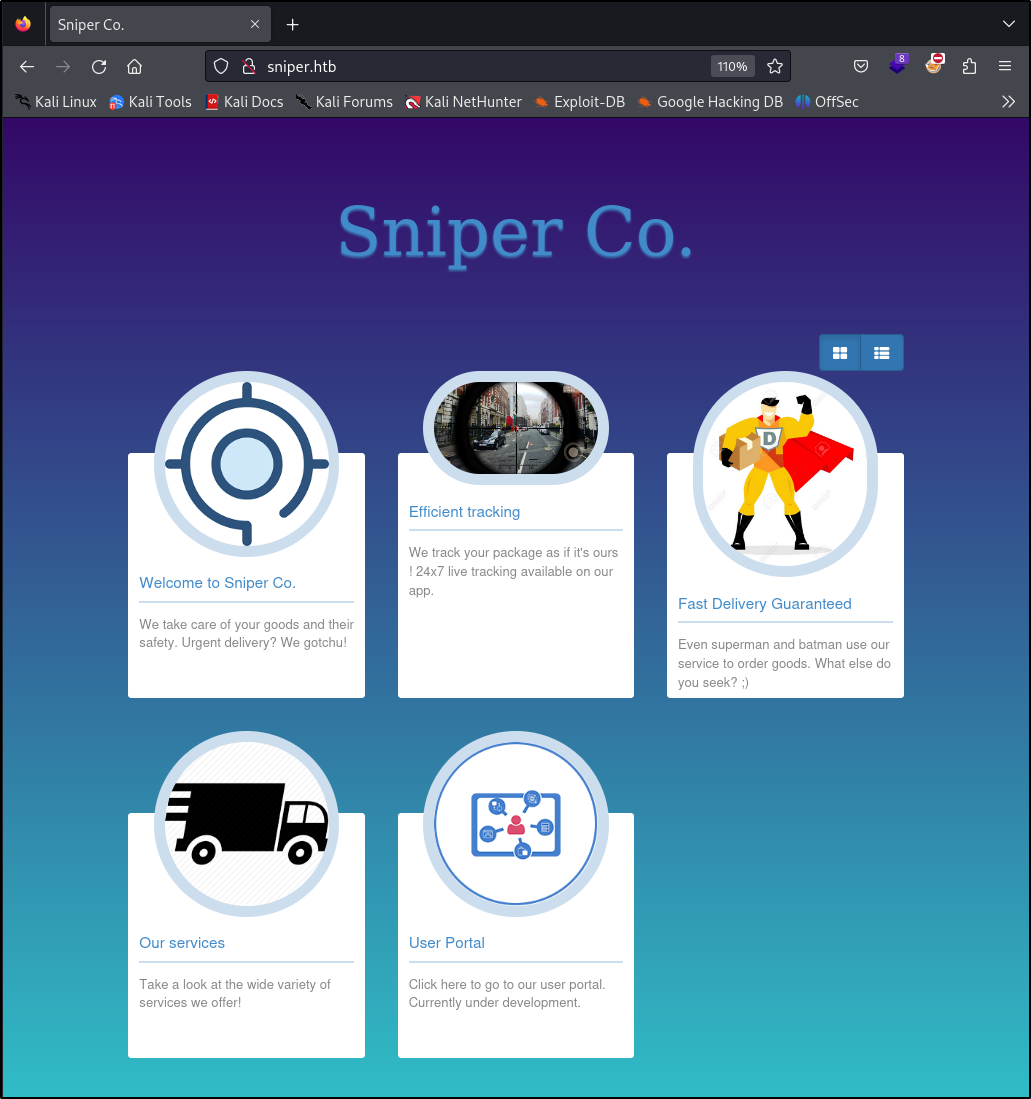 Sniper Co.
sniper.htb
110%
8
Kali Linux
Kali Tools
Kali Docs
Kali Forums
Kali NetHunter
Exploit-DB
Google Hacking DB
OffSec
Sniper Co.
D
Welcome to Sniper Co.
We take care of your goods and their
safety. Urgent delivery? We gotchu!
Efficient tracking
We track your package as if it's ours
! 24x7 live tracking available on our
app.
Fast Delivery Guaranteed
Even superman and batman use our
service to order goods. What else do
you seek? ;)
Our services
Take a look at the wide variety of
services we offer!
User Portal
Click here to go to our user portal.
Currently under development.